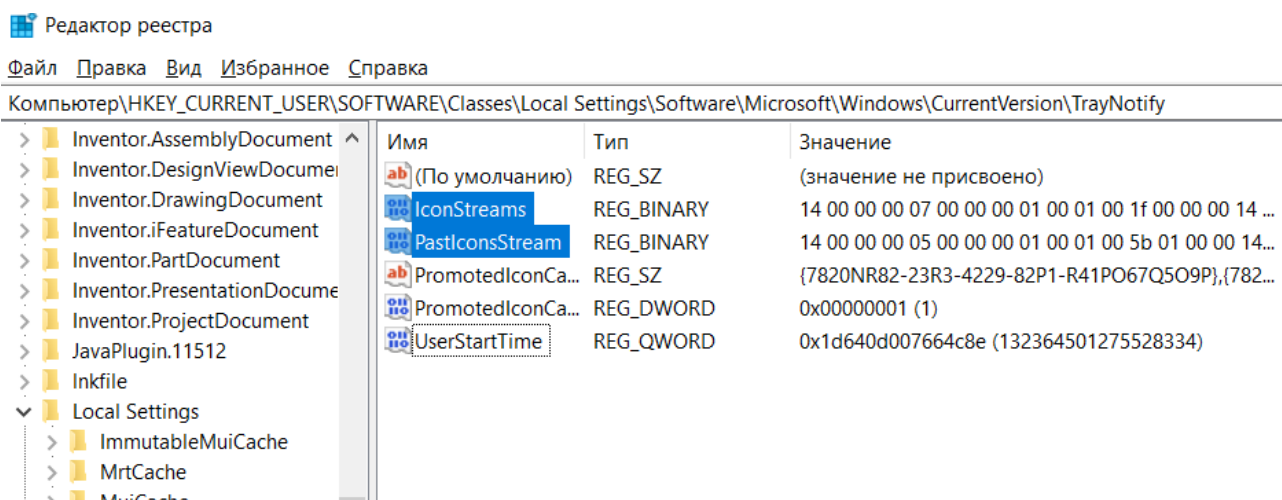 Редактор реестра
Файл Правка Вид Избранное Справка
Компьютер\HKEY_CURRENT_USER\SOFTWARE\Classes\Local Settings\Software\Microsoft\Windows\CurrentVersion\TrayNotify
Inventor.AssemblyDocument
Inventor.DesignViewDocumen
Inventor.DrawingDocument
Inventor.iFeatureDocument
Inventor.PartDocument
Inventor.PresentationDocume
Inventor.ProjectDocument
JavaPlugin.11512
Inkfile
Local Settings
ImmutableMuiCache
MrtCache
MuiCache
Имя Тип Значение
(По умолчанию) REG_SZ (значение не присвоено)
IconStreams REG_BINARY 14 00 00 00 07 00 00 00 01 00 01 00 1f 00 00 00 14 ...
PastIconsStream REG_BINARY 14 00 00 00 05 00 00 00 01 00 01 00 5b 01 00 00 14...
PromotedIconCa... REG_SZ {7820NR82-23R3-4229-82P1-R41PO67Q5O9P},{782...
PromotedIconCa... REG_DWORD 0x00000001 (1)
UserStartTime REG_QWORD 0x1d640d007664c8e (132364501275528334)